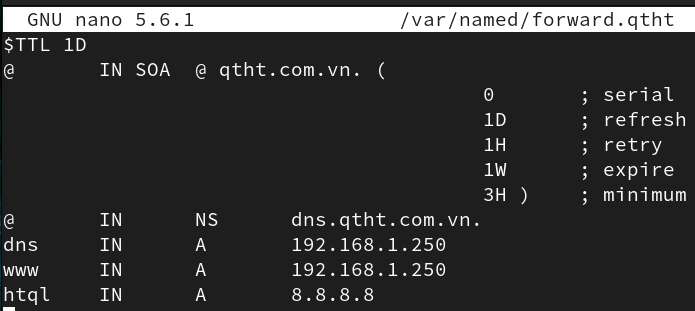 GNU nano 5.6.1 /var/named/forward.qtht
$TTL 1D
@ IN SOA @ qtht.com.vn. (
0 ; serial
1D ; refresh
1H ; retry
1W ; expire
3H ) ; minimum
@ IN NS dns.qtht.com.vn.
dns IN A 192.168.1.250
www IN A 192.168.1.250
htql IN A 8.8.8.8